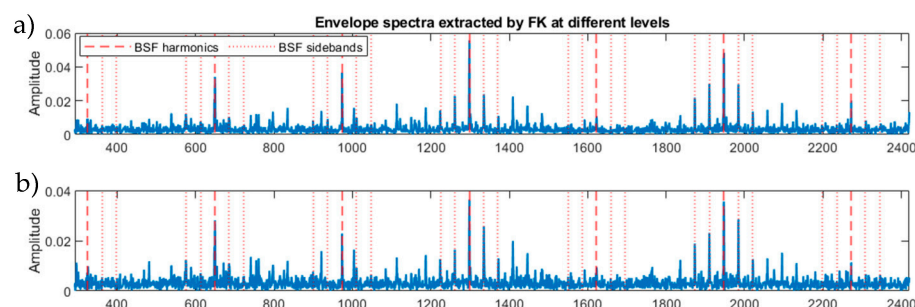 a)
Envelope spectra extracted by FK at different levels
0.06
BSF harmonics
BSF sidebands
0.04
0.02
0
Amplitude
400 600 800 1000 1200 1400 1600 1800 2000 2200 2400
b)
0.04
0.02
0
Amplitude
400 600 800 1000 1200 1400 1600 1800 2000 2200 2400